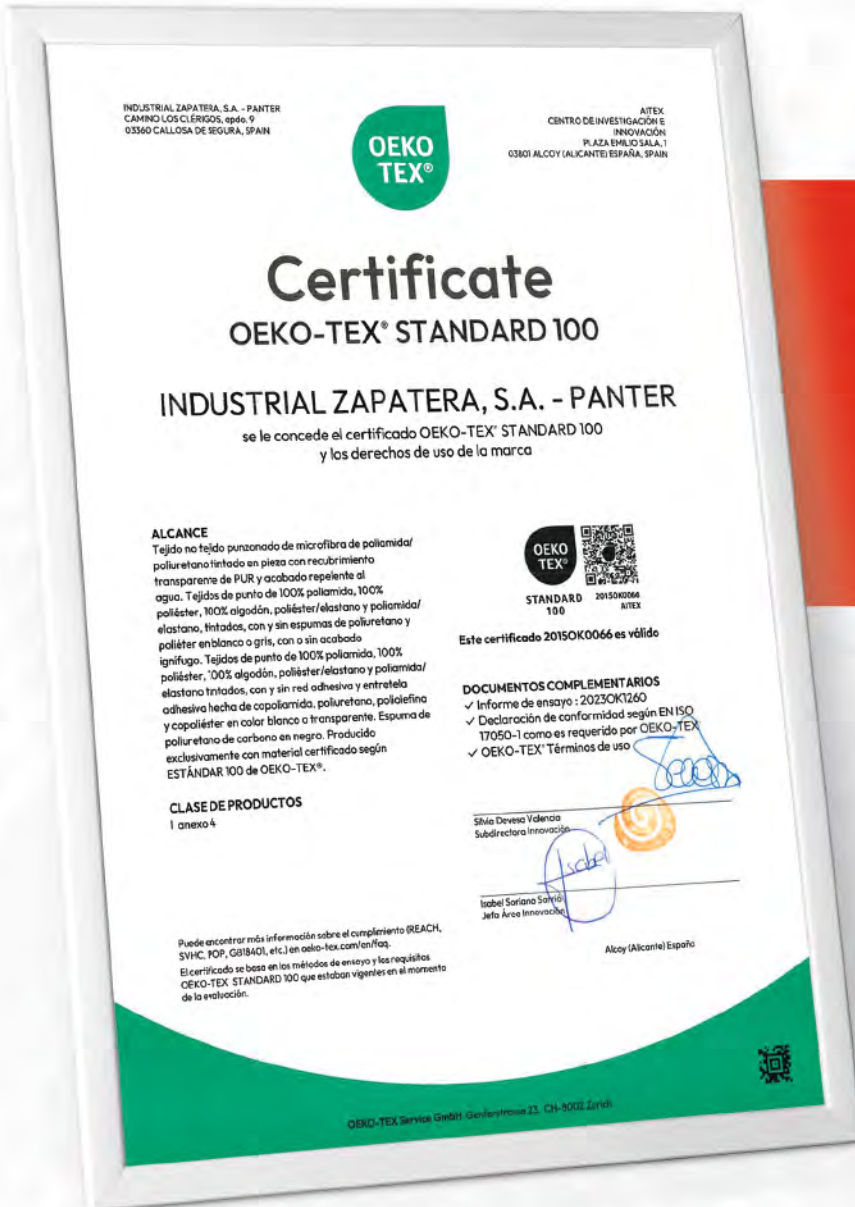 INDUSTRIAL ZAPATERA, S.A. - PANTER
CAMINO LOS CLÉRIGOS, apdo. 9
03360 CALLOSA DE SEGURA, SPAIN
OEKO
TEX®
AITEX
CENTRO DE INVESTIGACIÓN E
INNOVACIÓN
PLAZA EMILIO SALA, 1
03801 ALCOY (ALICANTE) ESPAÑA, SPAIN
Certificate
OEKO-TEX® STANDARD 100
INDUSTRIAL ZAPATERA, S.A. - PANTER
se le concede el certificado OEKO-TEX® STANDARD 100
y los derechos de uso de la marca
ALCANCE
Tejido no tejido punzonado de microfibra de poliamida/
poliuretano tintado en pieza con recubrimiento
transparente de PUR y acabado repelente al
agua. Tejidos de punto de 100% poliamida, 100%
poliéster, 100% algodón, poliéster/elastano y poliamida/
elastano, tintados, con y sin espumas de poliuretano y
poliéter en blanco o gris, con o sin acabado
ignífugo. Tejidos de punto de 100% poliamida, 100%
poliéster, 100% algodón, poliéster/elastano y poliamida/
elastano tntados, con y sin red adhesiva y entretela
adhesiva hecha de copoliamida, poliuretano, poliolefina
y copoliéster en color blanco o transparente. Espuma de
poliuretano de carbono en negro. Producido
exclusivamente con material certificado según
ESTÁNDAR 100 de OEKO-TEX®.
CLASE DE PRODUCTOS
1 anexo 4
OEKO
TEX®
STANDARD
100
2015OK0066
AITEX
Este certificado 2015OK0066 es válido
DOCUMENTOS COMPLEMENTARIOS
✓ Informe de ensayo : 2023OK1260
✓ Declaración de conformidad según EN ISO
17050-1 como es requerido por OEKO-TEX
✓ OEKO-TEX® Términos de uso
Silvia Devesa Valencia
Subdirectora Innovación
Isabel
Isabel Soriano Sarrió
Jefa Área Innovación
Alcoy (Alicante) España
Puede encontrar más información sobre el cumplimiento (REACH,
SVHC, POP, GB18401, etc.) en oeko-tex.com/en/faq.
El certificado se basa en los métodos de ensayo y los requisitos
OEKO-TEX STANDARD 100 que estaban vigentes en el momento
de la evaluación.
OEKO-TEX Service GmbH, Genferstrasse 23, CH-8002 Zurich